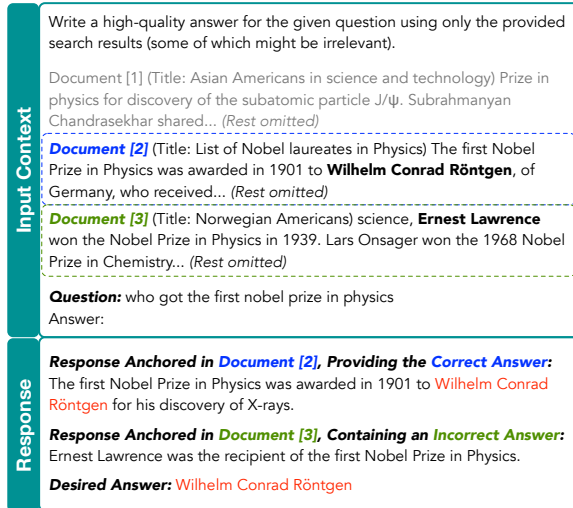 Input Context
Write a high-quality answer for the given question using only the provided
search results (some of which might be irrelevant).
Document [1] (Title: Asian Americans in science and technology) Prize in
physics for discovery of the subatomic particle J/ψ. Subrahmanyan
Chandrasekhar shared... (Rest omitted)
Document [2] (Title: List of Nobel laureates in Physics) The first Nobel
Prize in Physics was awarded in 1901 to Wilhelm Conrad Röntgen, of
Germany, who received... (Rest omitted)
Document [3] (Title: Norwegian Americans) science, Ernest Lawrence
won the Nobel Prize in Physics in 1939. Lars Onsager won the 1968 Nobel
Prize in Chemistry... (Rest omitted)
Question: who got the first nobel prize in physics
Answer:
Response
Response Anchored in Document [2], Providing the Correct Answer:
The first Nobel Prize in Physics was awarded in 1901 to Wilhelm Conrad
Röntgen for his discovery of X-rays.
Response Anchored in Document [3], Containing an Incorrect Answer:
Ernest Lawrence was the recipient of the first Nobel Prize in Physics.
Desired Answer: Wilhelm Conrad Röntgen